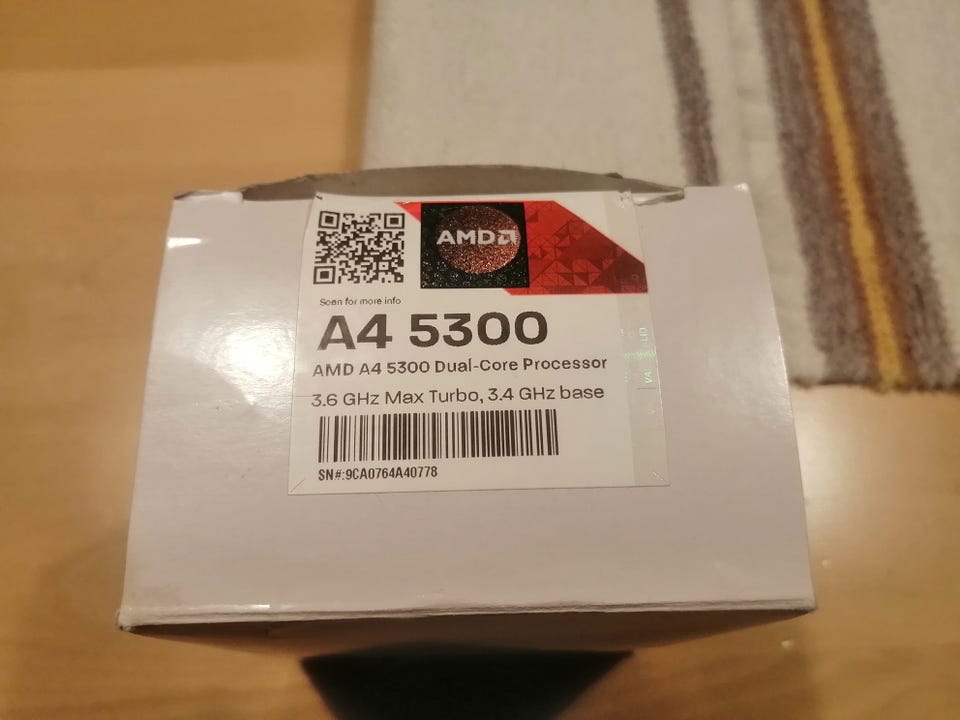 AMD
Scan for more info
A4 5300
AMD A4 5300 Dual-Core Processor
3.6 GHz Max Turbo, 3.4 GHz base
SN#:9CA0764A40778